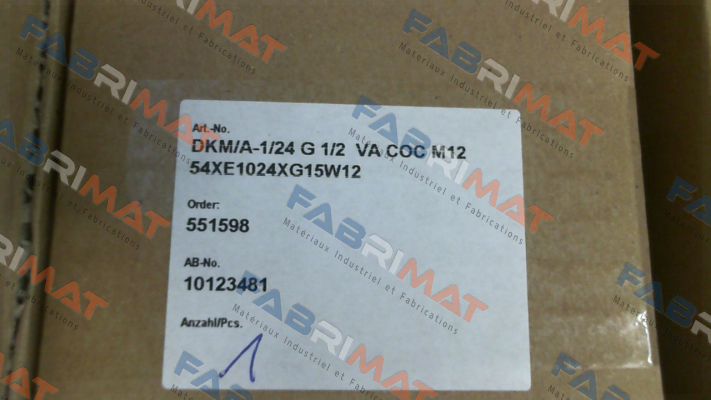 Art.-No.
DKM/A-1/24 G 1/2 VA COC M12
54XE1024XG15W12
Order:
551598
AB-No.
10123481
Anzahl/Pcs.
1
FABRIMAT
Matériaux Industriel et Fabrications